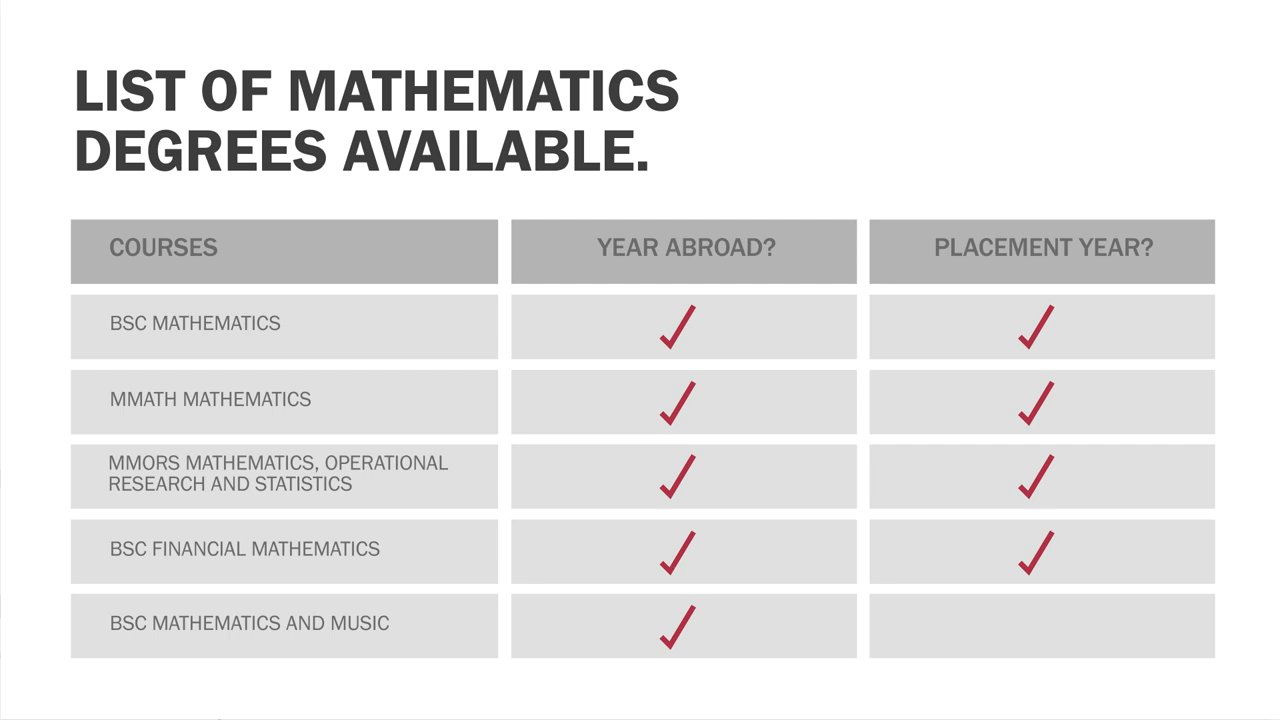 LIST OF MATHEMATICS
DEGREES AVAILABLE.
COURSES
YEAR ABROAD?
PLACEMENT YEAR?
BSC MATHEMATICS
MMATH MATHEMATICS
MMORS MATHEMATICS, OPERATIONAL
RESEARCH AND STATISTICS
BSC FINANCIAL MATHEMATICS
BSC MATHEMATICS AND MUSIC